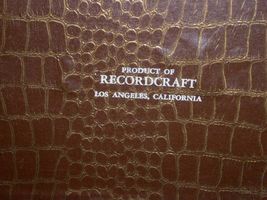 PRODUCT OF
RECORDCRAFT
LOS ANGELES, CALIFORNIA